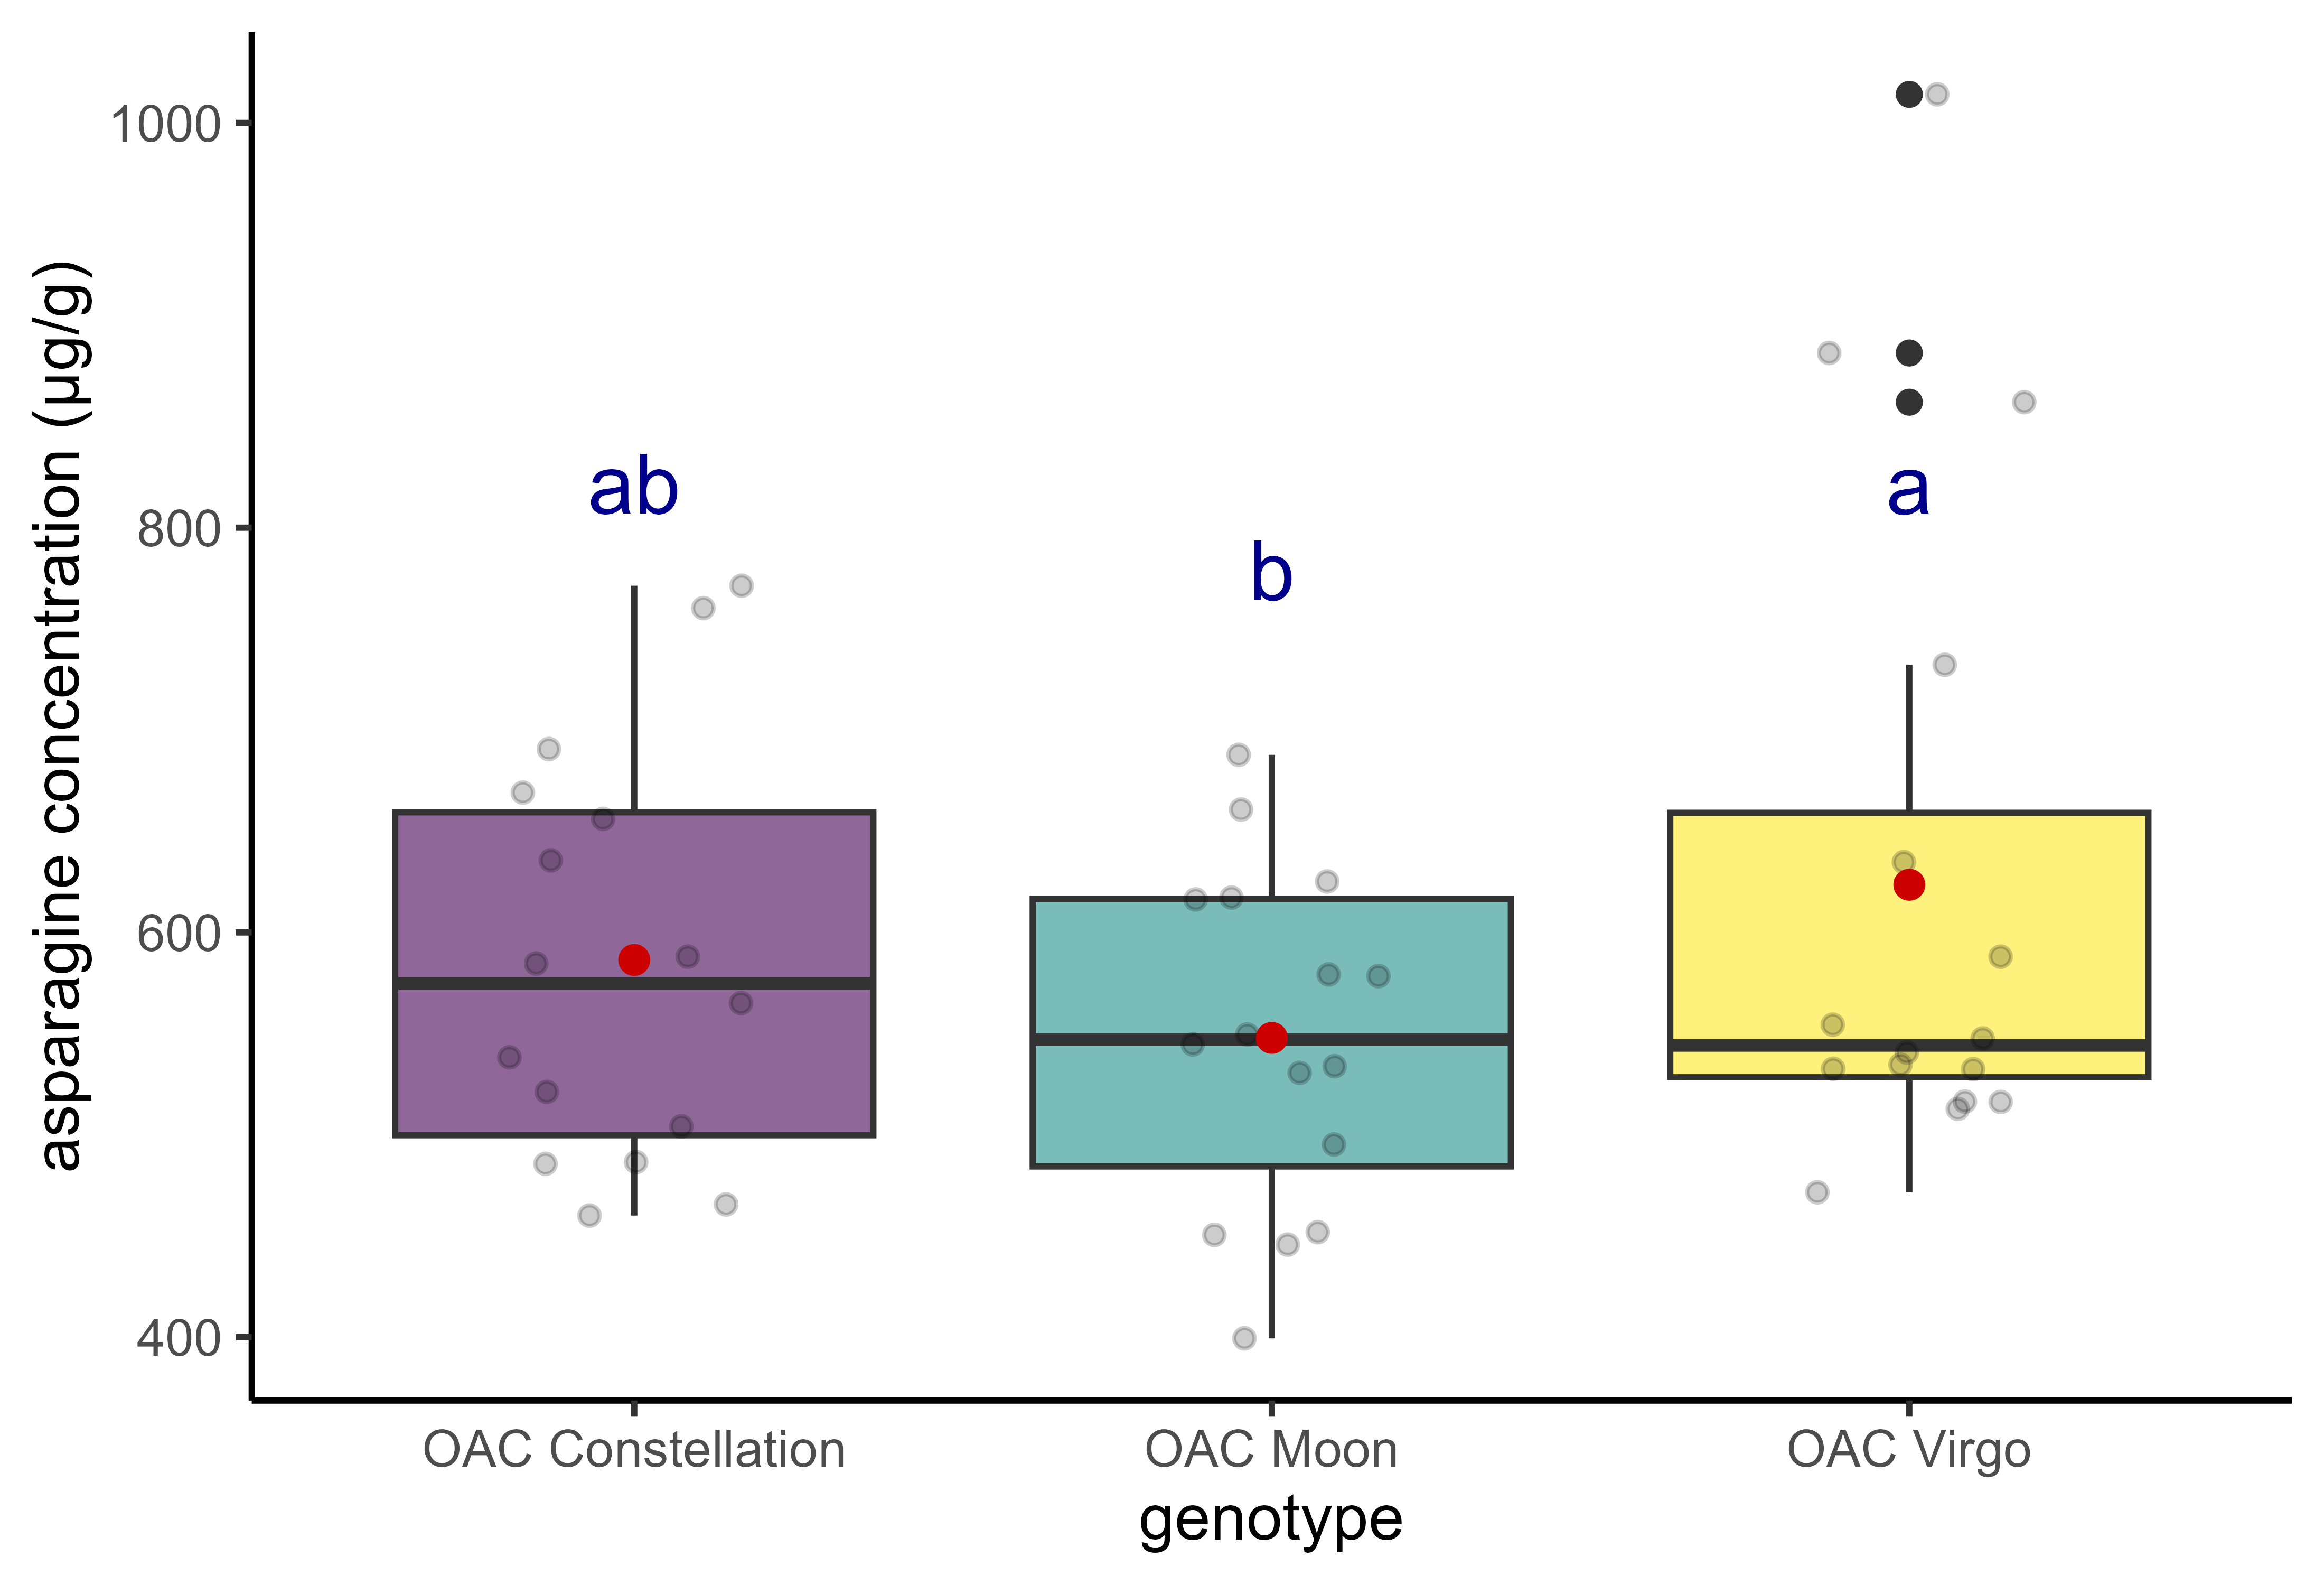 asparagine concentration (µg/g)
1000
800
600
400
ab
b
a
OAC Constellation
OAC Moon
OAC Virgo
genotype